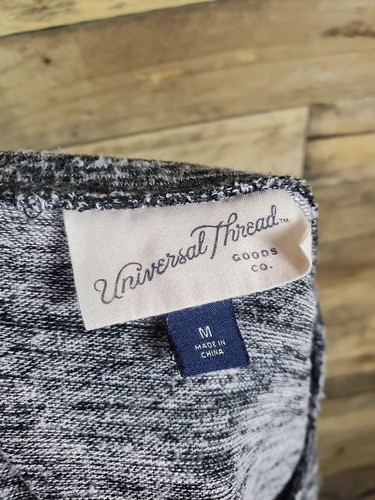 Universal Thread™
GOODS
CO.
M
MADE IN
CHINA